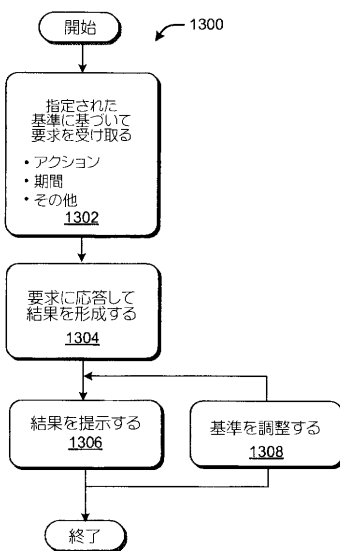 開始
1300
指定された
基準に基づいて
要求を受け取る
・アクション
・期間
・その他
1302
要求に応答して
結果を形成する
1304
結果を提示する
1306
基準を調整する
1308
終了